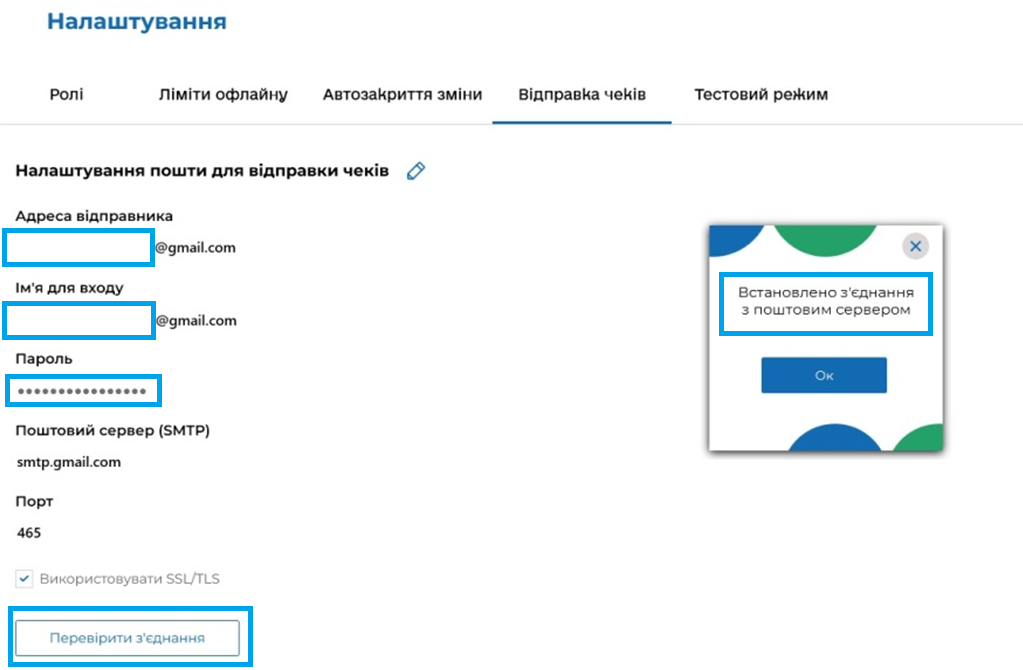 Налаштування
Ролі
Ліміти офлайну
Автозакриття зміни
Відправка чеків
Тестовий режим
Налаштування пошти для відправки чеків
Адреса відправника
@gmail.com
Ім'я для входу
@gmail.com
Пароль
••••••••••••••••
Поштовий сервер (SMTP)
smtp.gmail.com
Порт
465
Використовувати SSL/TLS
Перевірити з'єднання
Встановлено з'єднання
з поштовим сервером
Ок